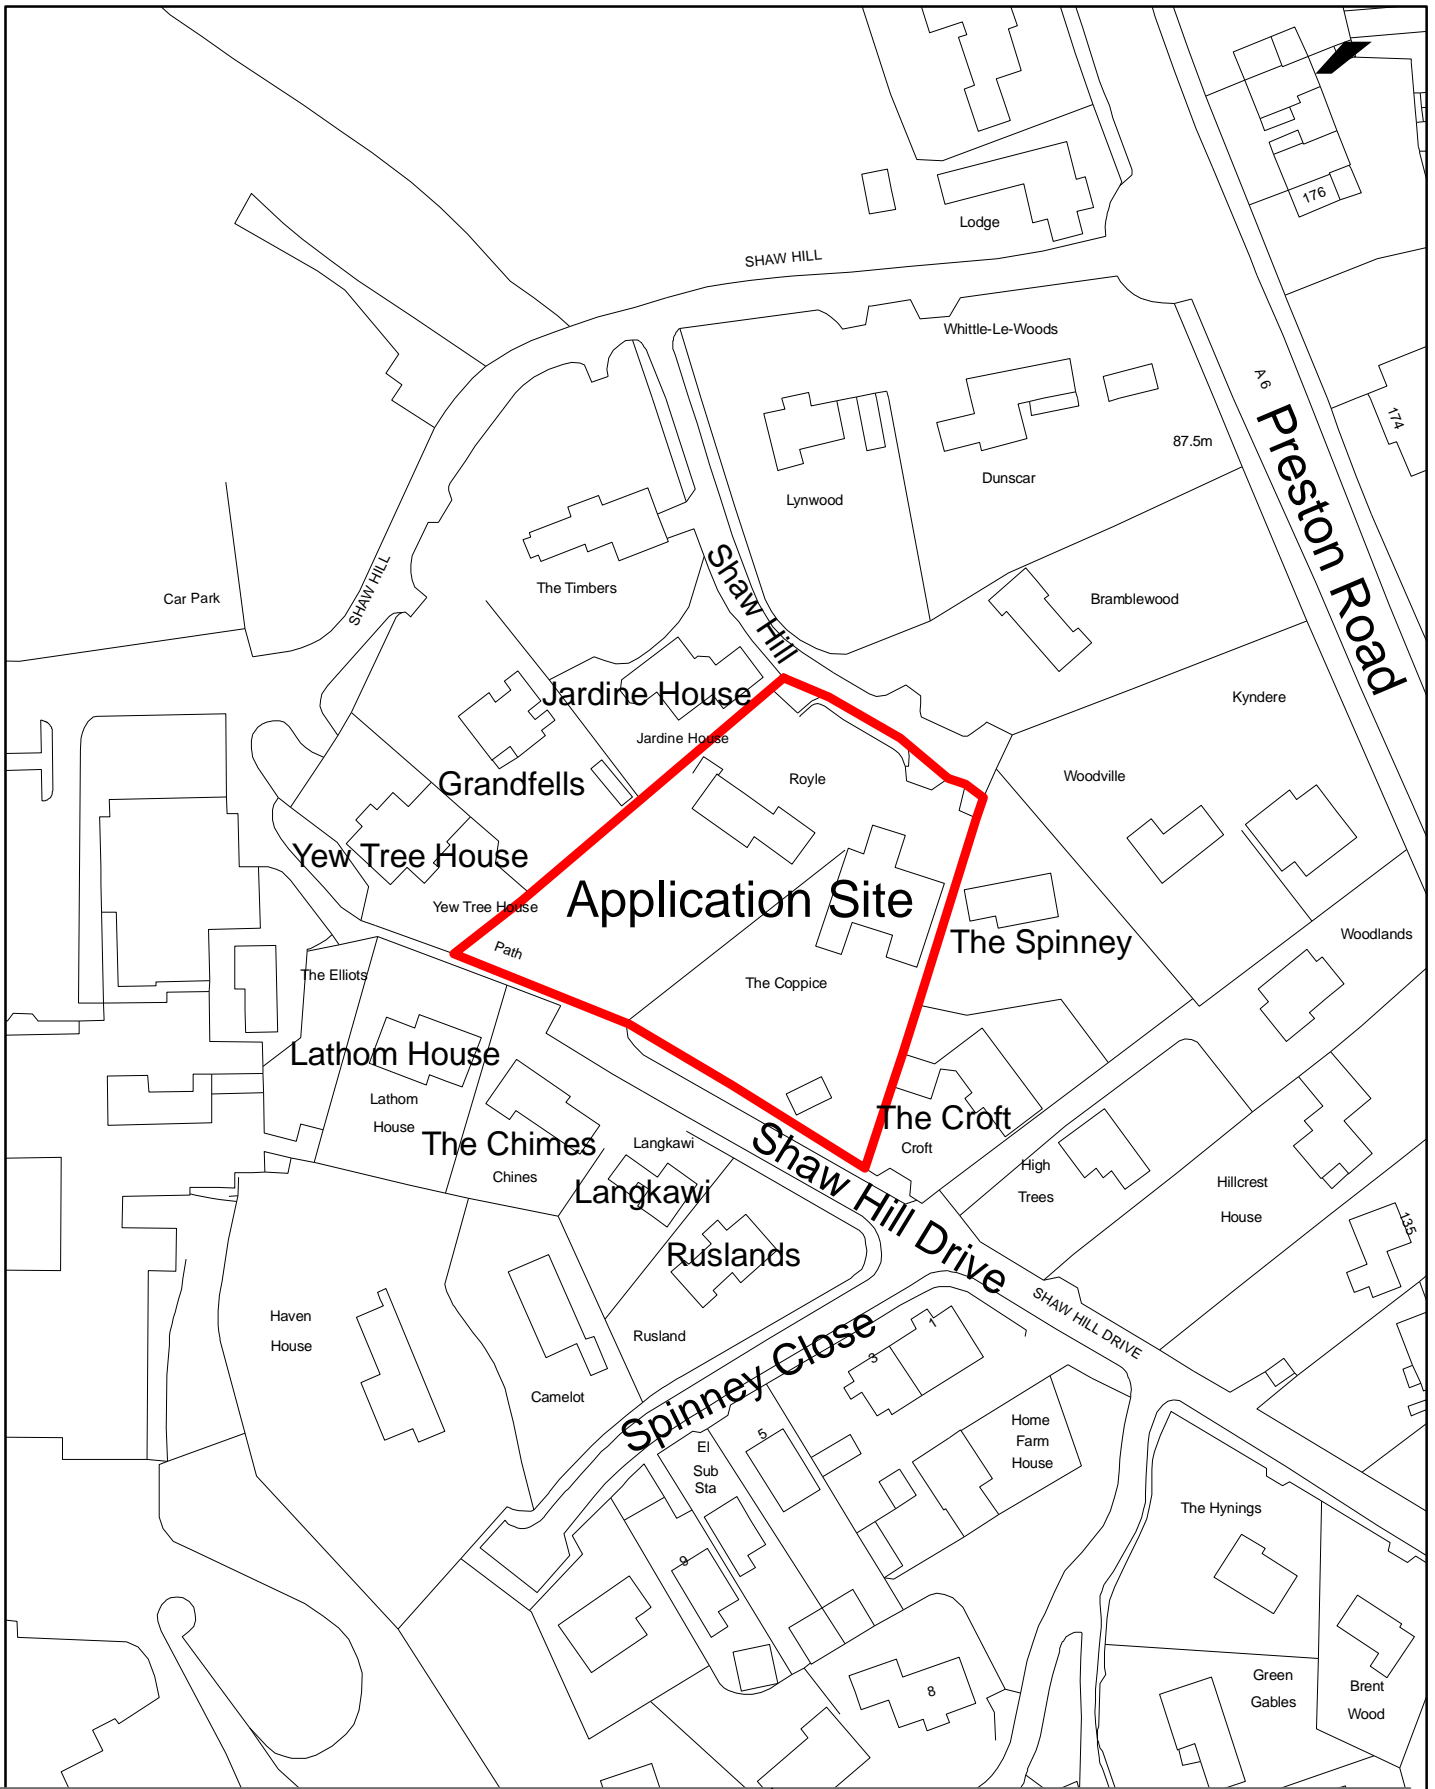 176
Lodge
SHAW HILL
Whittle-Le-Woods
A 6
Preston Road
174
87.5m
Dunscar
Lynwood
Shaw Hill
SHAW HILL
Car Park
The Timbers
Bramblewood
Jardine House
Jardine House
Kyndere
Royle
Woodville
Grandfells
Yew Tree House
Yew Tree House
Application Site
Path
The Spinney
Woodlands
The Elliots
The Coppice
Lathom House
Lathom
House
The Chimes
Chines
Langkawi
Langkawi
The Croft
Croft
High
Trees
Hillcrest
House
135
Shaw Hill Drive
SHAW HILL DRIVE
Ruslands
Rusland
Haven
House
Camelot
Spinney Close
1
3
5
El
Sub
Sta
9
Home
Farm
House
The Hynings
8
Green
Gables
Brent
Wood